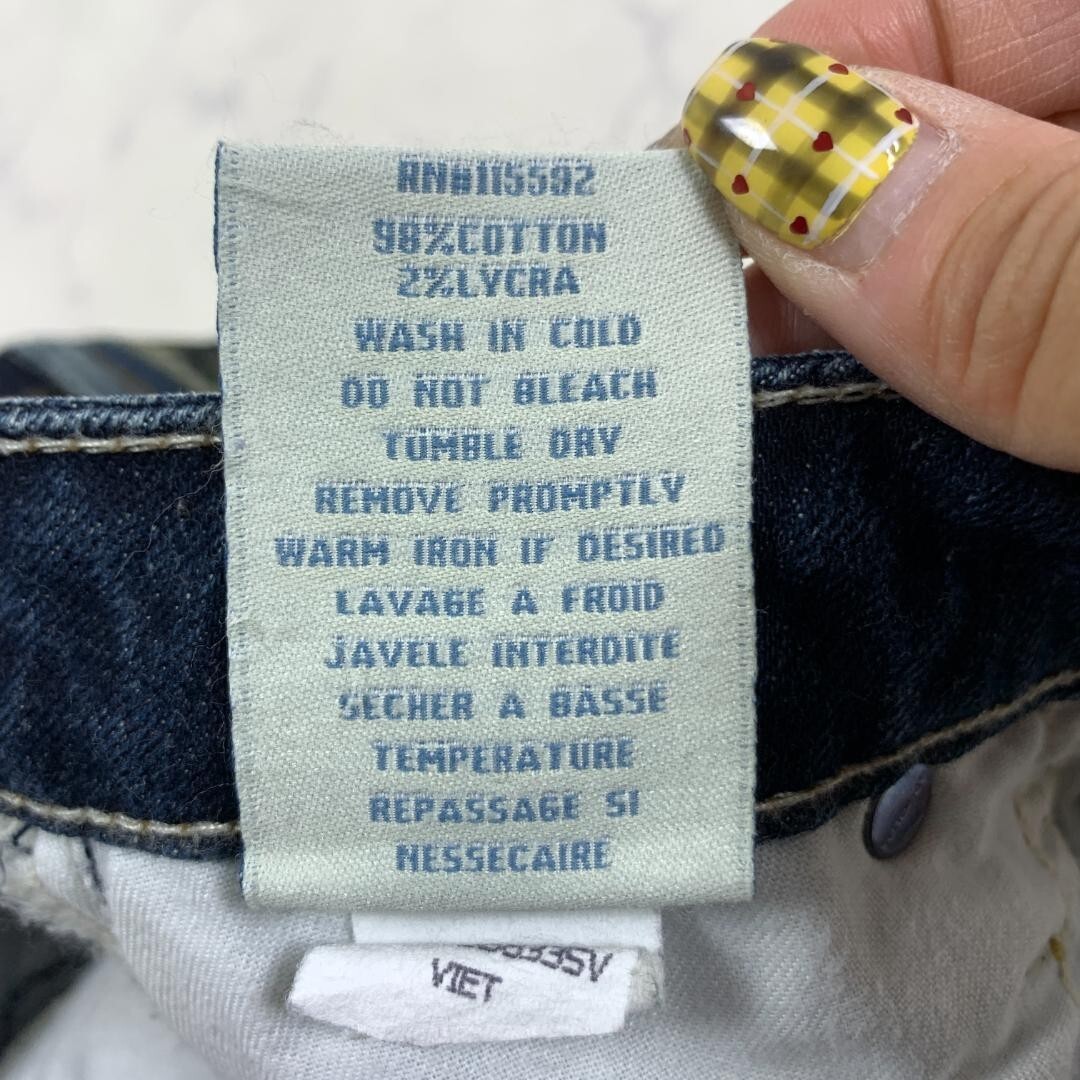 RN#115592
98%COTTON
2%LYCRA
WASH IN COLD
DO NOT BLEACH
TUMBLE DRY
REMOVE PROMPTLY
WARM IRON IF DESIRED
LAVAGE A FROID
JAVELE INTERDITE
SECHER A BASSE
TEMPERATURE
REPASSAGE SI
NESSECAIRE
VIET